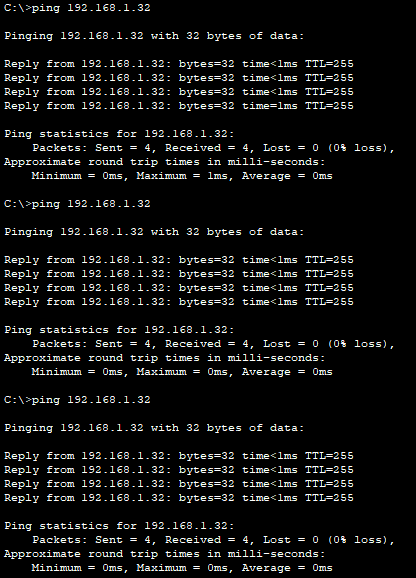 C:\>ping 192.168.1.32
Pinging 192.168.1.32 with 32 bytes of data:
Reply from 192.168.1.32: bytes=32 time<1ms TTL=255
Reply from 192.168.1.32: bytes=32 time<1ms TTL=255
Reply from 192.168.1.32: bytes=32 time<1ms TTL=255
Reply from 192.168.1.32: bytes=32 time=1ms TTL=255
Ping statistics for 192.168.1.32:
    Packets: Sent = 4, Received = 4, Lost = 0 (0% loss),
Approximate round trip times in milli-seconds:
    Minimum = 0ms, Maximum = 1ms, Average = 0ms
C:\>ping 192.168.1.32
Pinging 192.168.1.32 with 32 bytes of data:
Reply from 192.168.1.32: bytes=32 time<1ms TTL=255
Reply from 192.168.1.32: bytes=32 time<1ms TTL=255
Reply from 192.168.1.32: bytes=32 time<1ms TTL=255
Reply from 192.168.1.32: bytes=32 time<1ms TTL=255
Ping statistics for 192.168.1.32:
    Packets: Sent = 4, Received = 4, Lost = 0 (0% loss),
Approximate round trip times in milli-seconds:
    Minimum = 0ms, Maximum = 0ms, Average = 0ms
C:\>ping 192.168.1.32
Pinging 192.168.1.32 with 32 bytes of data:
Reply from 192.168.1.32: bytes=32 time<1ms TTL=255
Reply from 192.168.1.32: bytes=32 time<1ms TTL=255
Reply from 192.168.1.32: bytes=32 time<1ms TTL=255
Reply from 192.168.1.32: bytes=32 time<1ms TTL=255
Ping statistics for 192.168.1.32:
    Packets: Sent = 4, Received = 4, Lost = 0 (0% loss),
Approximate round trip times in milli-seconds:
    Minimum = 0ms, Maximum = 0ms, Average = 0ms